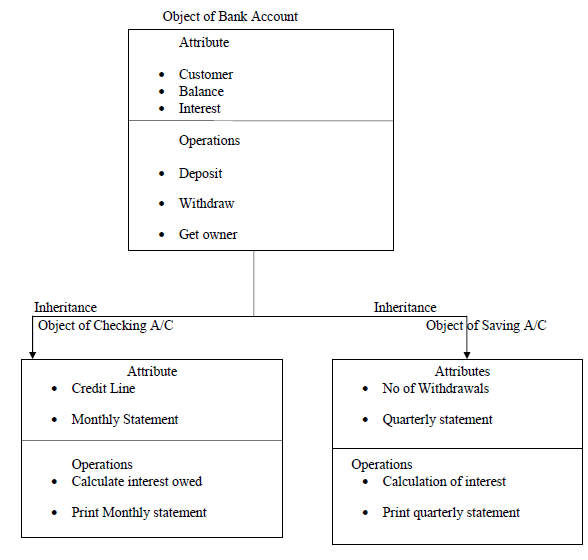 Object of Bank Account
Attribute
• Customer
• Balance
• Interest
Operations
• Deposit
• Withdraw
• Get owner
Inheritance
Object of Checking A/C
Attribute
• Credit Line
• Monthly Statement
Operations
• Calculate interest owed
• Print Monthly statement
Inheritance
Object of Saving A/C
Attributes
• No of Withdrawals
• Quarterly statement
Operations
• Calculation of interest
• Print quarterly statement